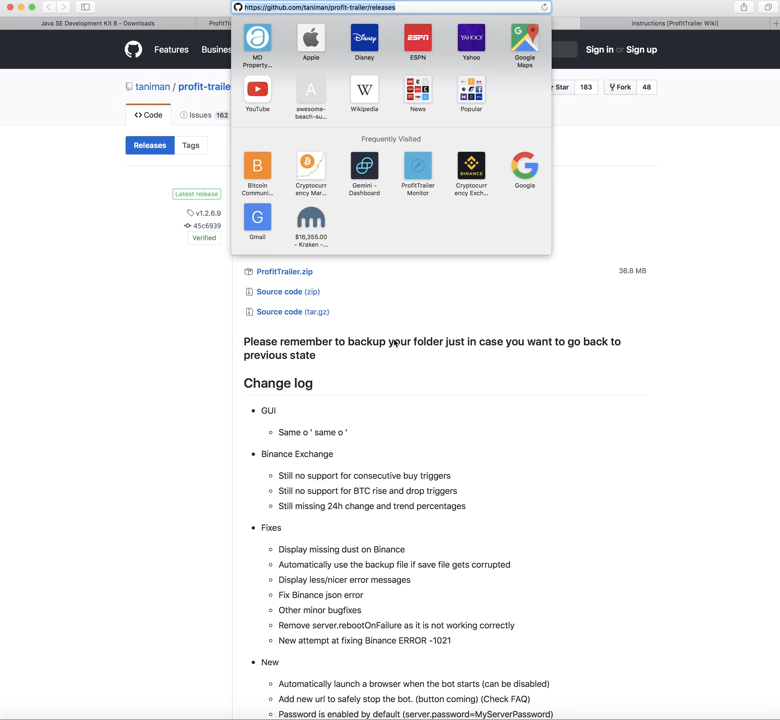 https://github.com/taniman/profit-trailer/releases
Java SE Development Kit 8 - Downloads
ProfitTr
instructions [ProfitTrailer Wiki]
Features
Busines
Sign in or Sign up
MD Property...
Apple
Disney
ESPN
Yahoo
Google Maps
YouTube
awesome-beach-su...
Wikipedia
News
Popular
taniman / profit-traile
Star 183
Fork 48
Code
Issues 162
Releases
Tags
Frequently Visited
Bitcoin Communi...
Cryptocurrency Mar...
Gemini - Dashboard
ProfitTrailer Monitor
Cryptocurrency Exch...
Google
Gmail
$16,355.00 - Kraken -...
Latest release
v1.2.6.9
45c6939
Verified
ProfitTrailer.zip
36.8 MB
Source code (zip)
Source code (tar.gz)
Please remember to backup your folder just in case you want to go back to
previous state
Change log
GUI
Same o ' same o '
Binance Exchange
Still no support for consecutive buy triggers
Still no support for BTC rise and drop triggers
Still missing 24h change and trend percentages
Fixes
Display missing dust on Binance
Automatically use the backup file if save file gets corrupted
Display less/nicer error messages
Fix Binance json error
Other minor bugfixes
Remove server.rebootOnFailure as it is not working correctly
New attempt at fixing Binance ERROR -1021
New
Automatically launch a browser when the bot starts (can be disabled)
Add new url to safely stop the bot. (button coming) (Check FAQ)
Password is enabled by default (server.password=MyServerPassword)